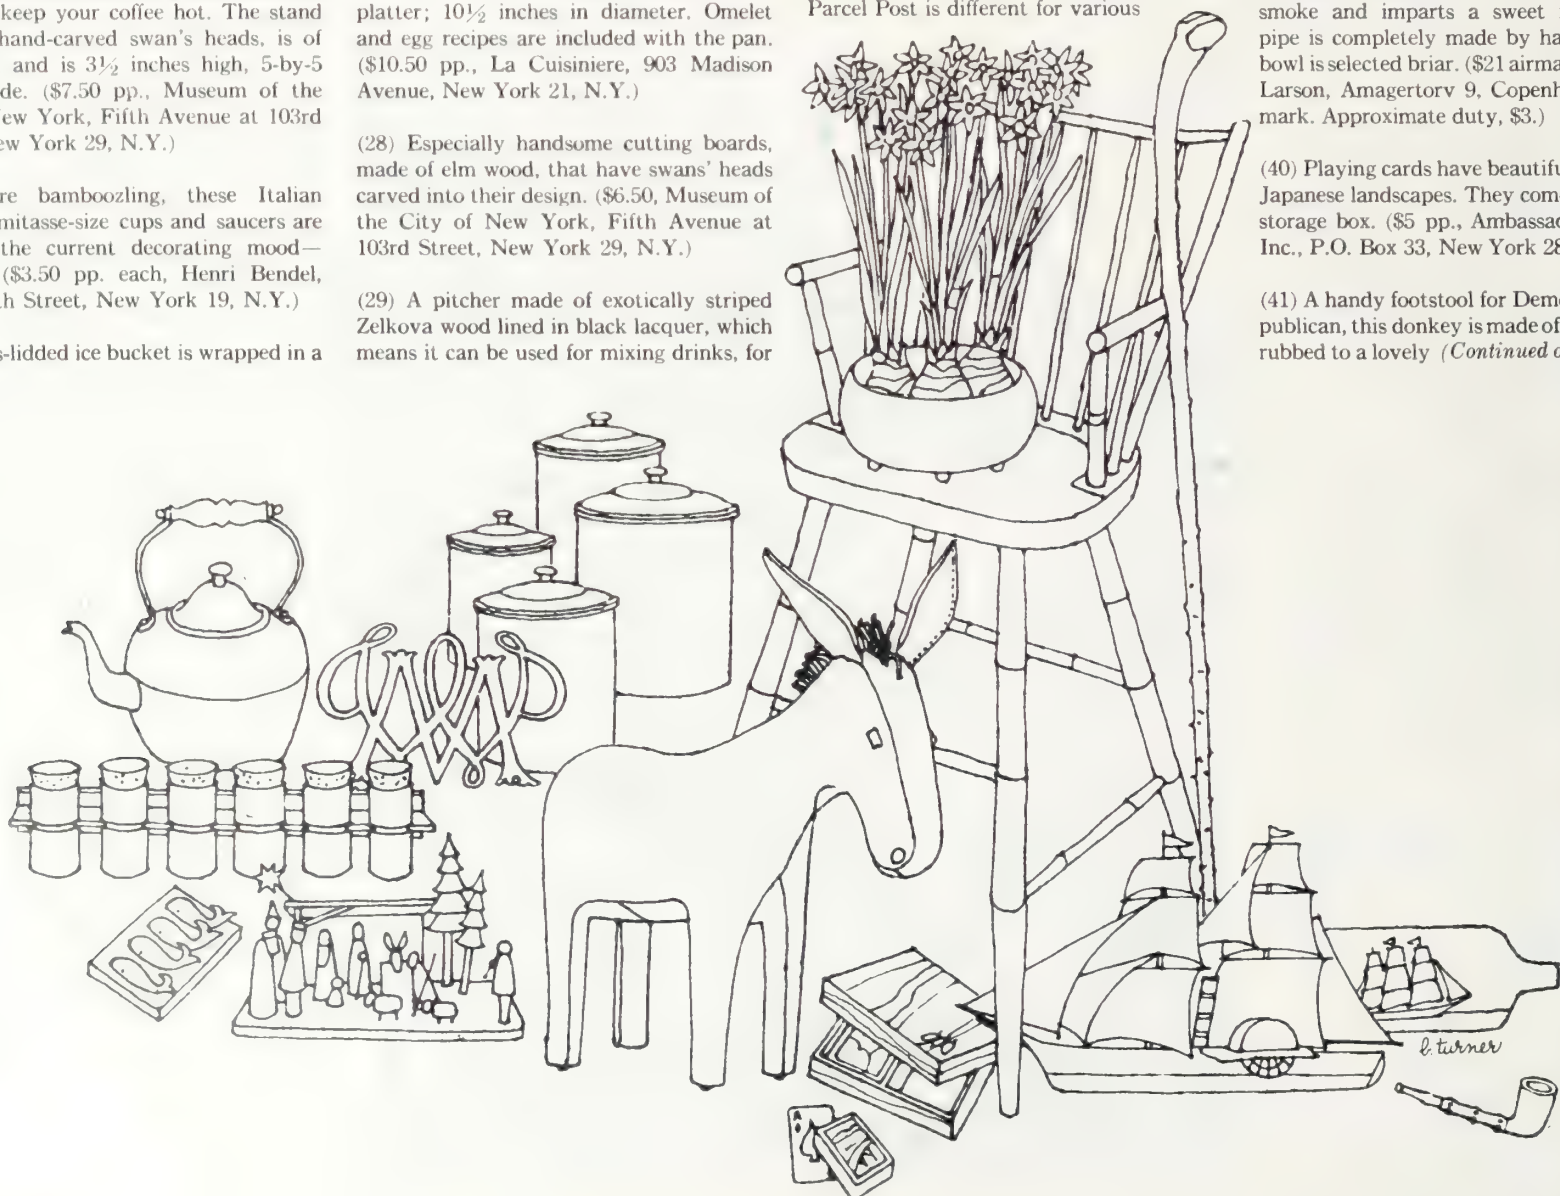 keep your coffee hot. The stand
hand-carved swan's heads, is of
and is 3½ inches high, 5-by-5
de. ($7.50 pp., Museum of the
ew York, Fifth Avenue at 103rd
ew York 29, N.Y.)
re bamboozling, these Italian
mitasse-size cups and saucers are
the current decorating mood—
($3.50 pp. each, Henri Bendel,
h Street, New York 19, N.Y.)
s-lidded ice bucket is wrapped in a
platter; 10½ inches in diameter. Omelet
and egg recipes are included with the pan.
($10.50 pp., La Cuisiniere, 903 Madison
Avenue, New York 21, N.Y.)
(28) Especially handsome cutting boards,
made of elm wood, that have swans' heads
carved into their design. ($6.50, Museum of
the City of New York, Fifth Avenue at
103rd Street, New York 29, N.Y.)
(29) A pitcher made of exotically striped
Zelkova wood lined in black lacquer, which
means it can be used for mixing drinks, for
Parcel Post is different for various
smoke and imparts a sweet
pipe is completely made by ha
bowl is selected briar. ($21 airma
Larson, Amagertorv 9, Copenh
mark. Approximate duty, $3.)
(40) Playing cards have beautifu
Japanese landscapes. They com
storage box. ($5 pp., Ambassa
Inc., P.O. Box 33, New York 28
(41) A handy footstool for Dem
publican, this donkey is made of
rubbed to a lovely (Continued o
b. turner
A